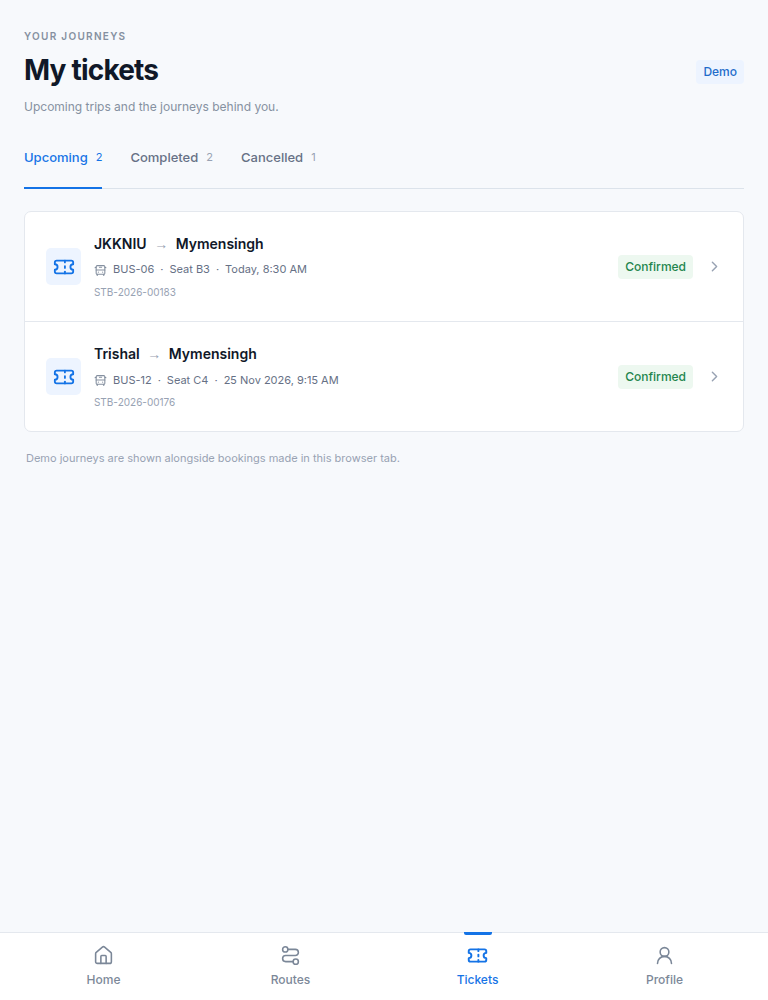 YOUR JOURNEYS
My tickets
Demo
Upcoming trips and the journeys behind you.
Upcoming 2 Completed 2 Cancelled 1
JKKNIU → Mymensingh
BUS-06 · Seat B3 · Today, 8:30 AM
STB-2026-00183
Confirmed
Trishal → Mymensingh
BUS-12 · Seat C4 · 25 Nov 2026, 9:15 AM
STB-2026-00176
Confirmed
Demo journeys are shown alongside bookings made in this browser tab.
Home Routes Tickets Profile